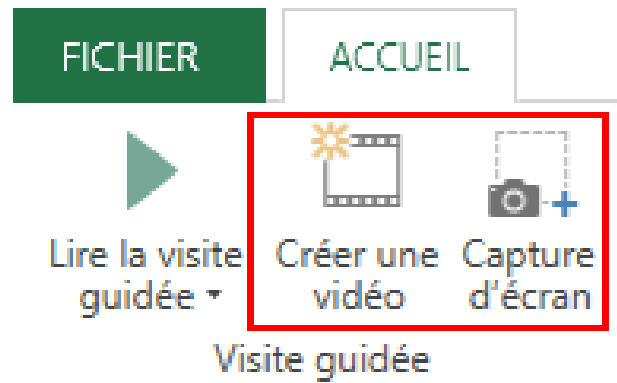 FICHIER ACCUEIL
Lire la visite Créer une Capture
guidée vidéo d'écran
Visite guidée